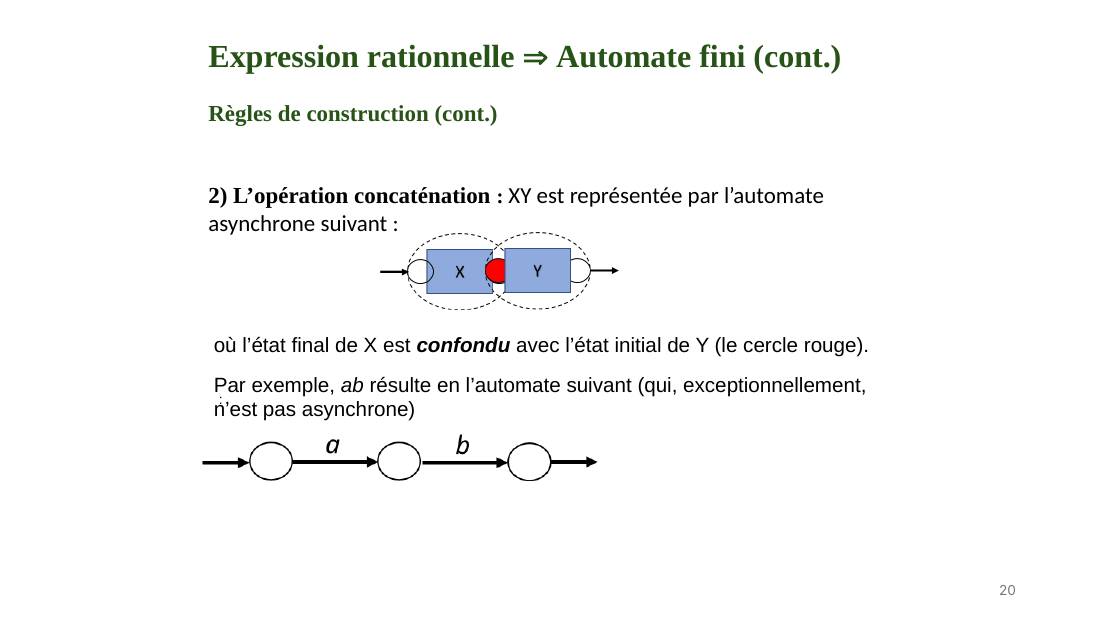 Expression rationnelle ⇒ Automate fini (cont.)
Règles de construction (cont.)
2) L’opération concaténation : XY est représentée par l’automate
asynchrone suivant :
X Y
où l’état final de X est confondu avec l’état initial de Y (le cercle rouge).
Par exemple, ab résulte en l’automate suivant (qui, exceptionnellement,
n’est pas asynchrone)
:
a b
20